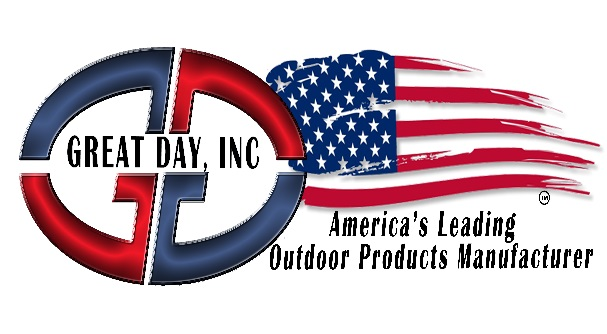 GREAT DAY, INC
TM
America's Leading
Outdoor Products Manufacturer